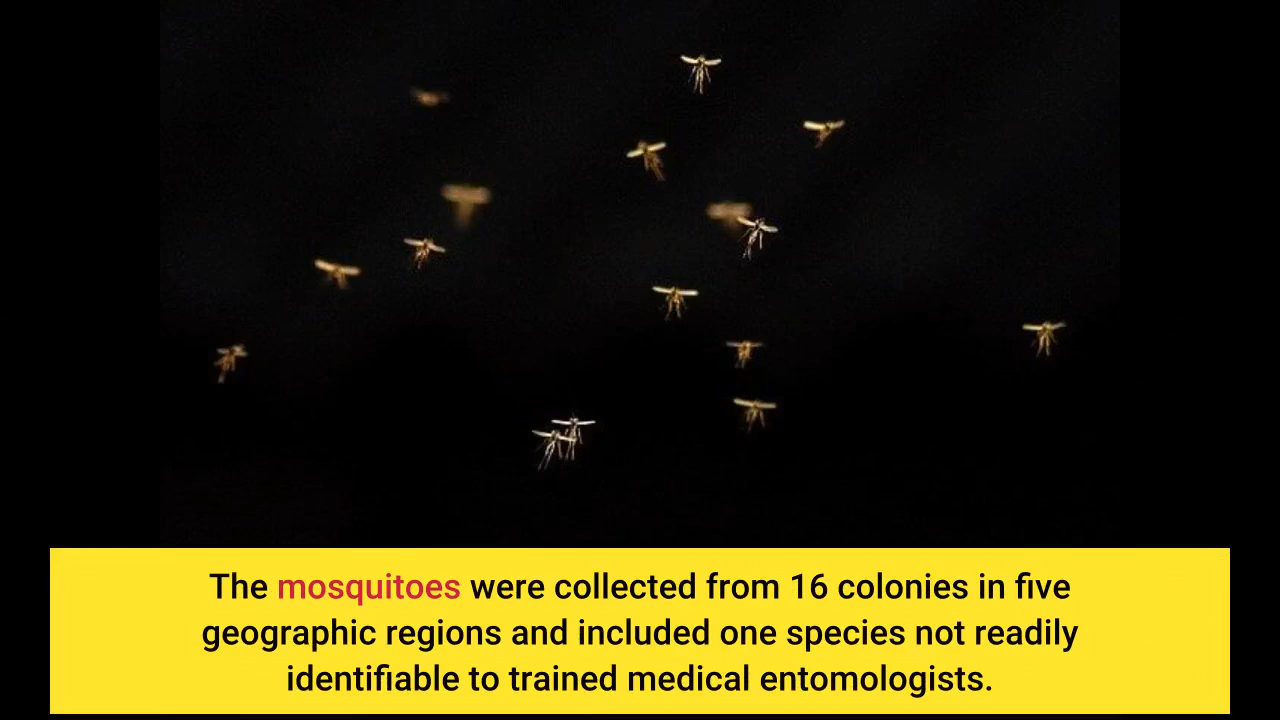 The mosquitoes were collected from 16 colonies in five
geographic regions and included one species not readily
identifiable to trained medical entomologists.